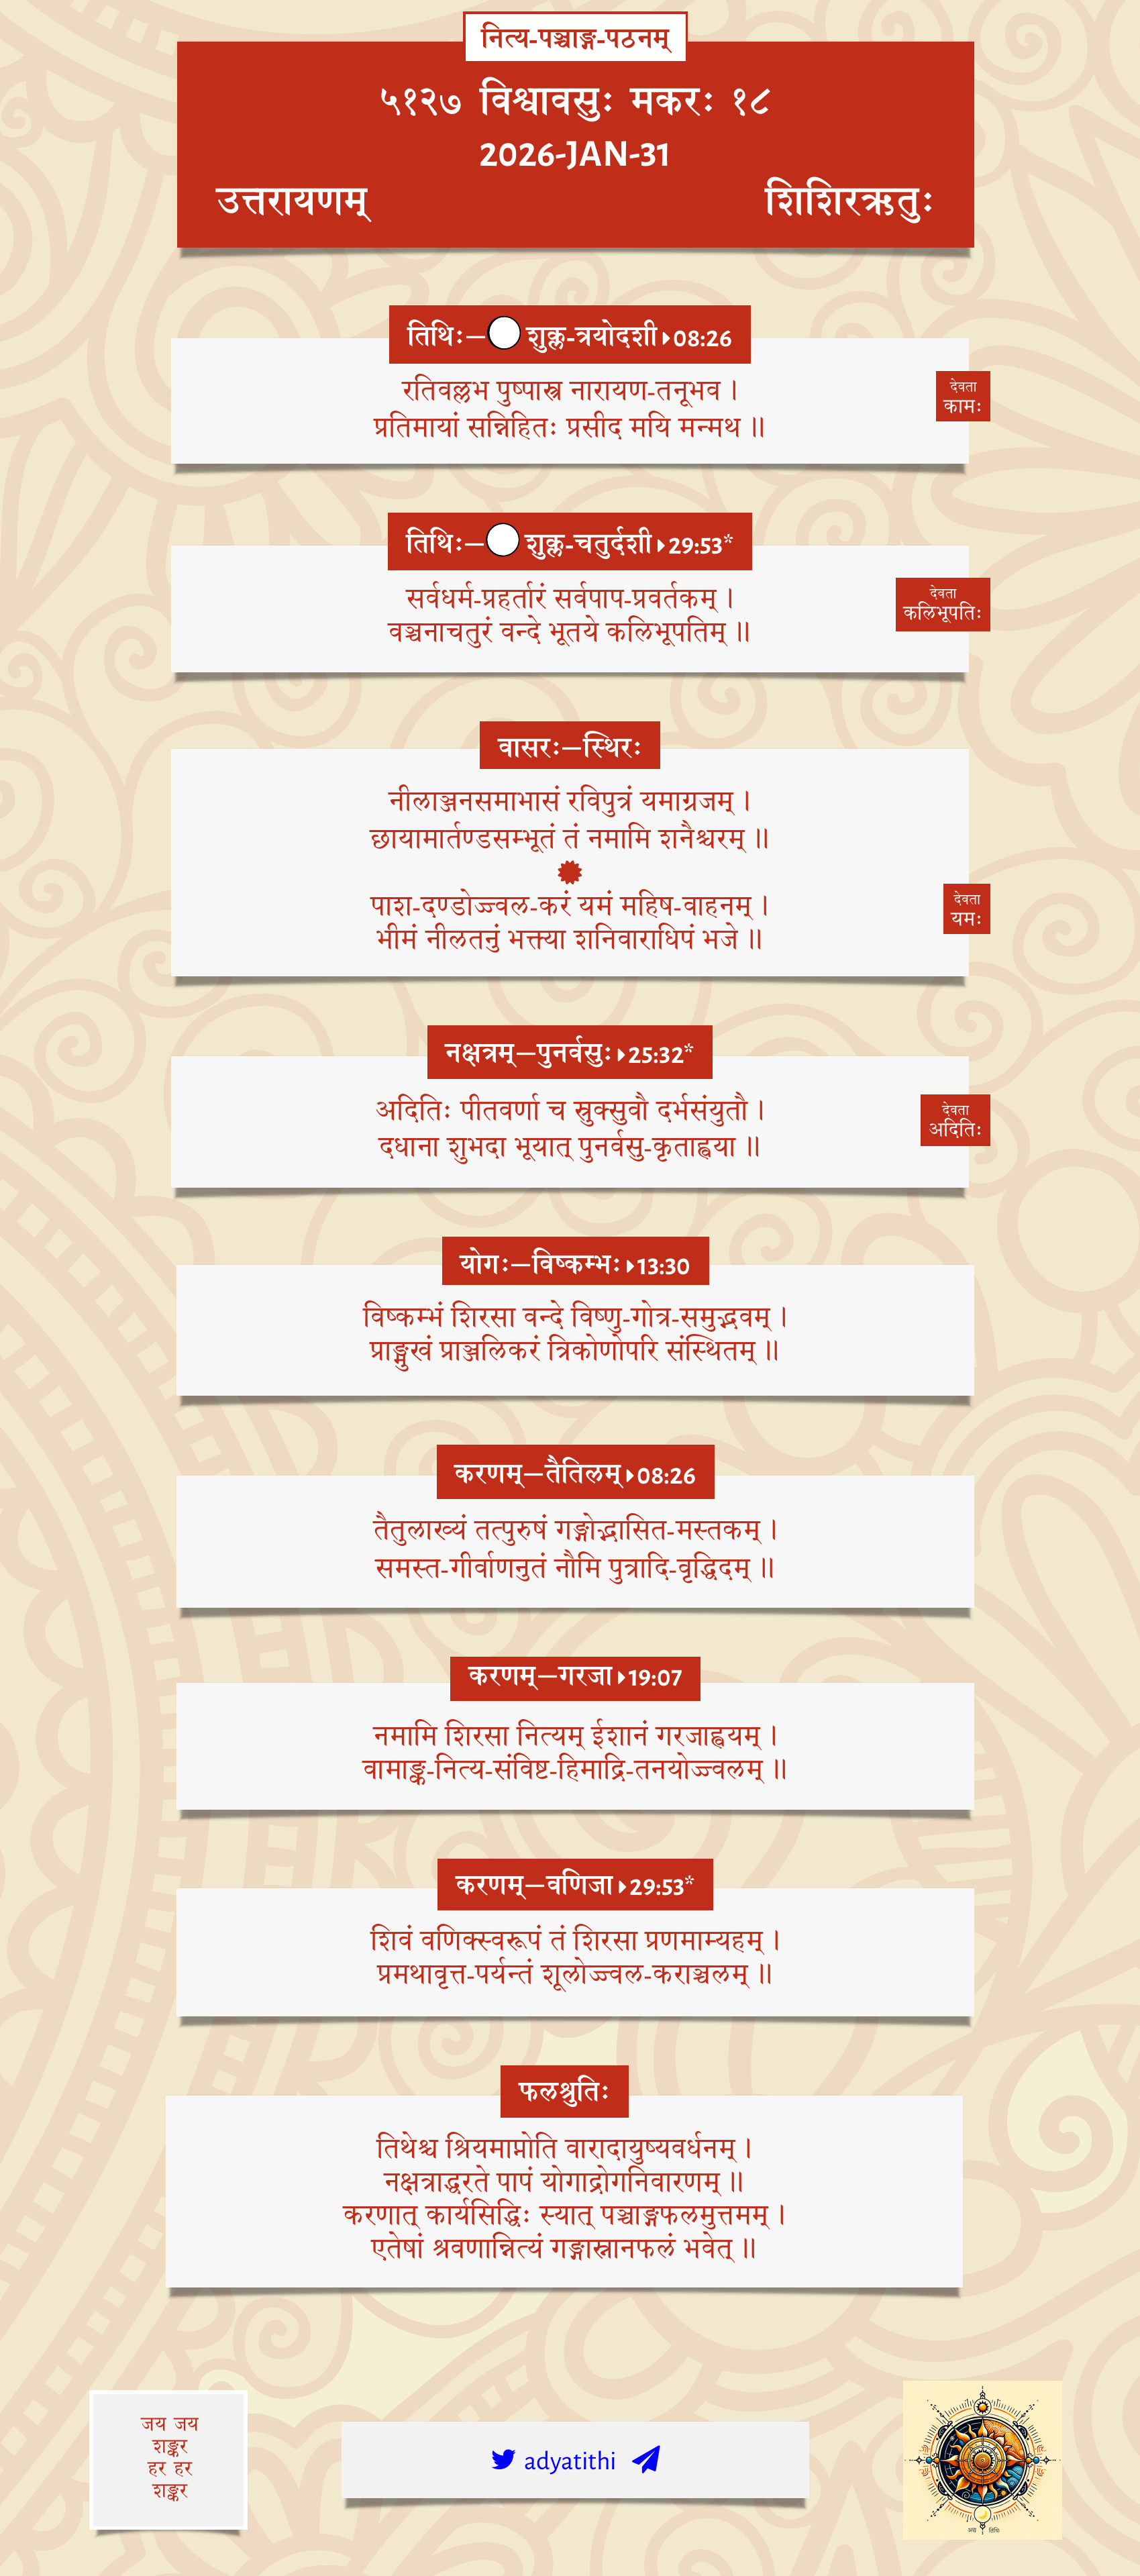 नित्य-पञ्चाङ्ग-पठनम्
५१२७ विश्वावसुः मकरः १८
2026-JAN-31
उत्तरायणम्
शिशिरऋतुः
तिथिः—शुक्ल-त्रयोदशी 08:26
रतिवल्लभ पुष्पास्त्र नारायण-तनूभव ।
प्रतिमायां सन्निहितः प्रसीद मयि मन्मथ ॥
देवता
कामः
तिथिः—शुक्ल-चतुर्दशी 29:53*
सर्वधर्म-प्रहर्तारं सर्वपाप-प्रवर्तकम् ।
वञ्चनाचतुरं वन्दे भूतये कलिभूपतिम् ॥
देवता
कलिभूपतिः
वासरः—स्थिरः
नीलाञ्जनसमाभासं रविपुत्रं यमाग्रजम् ।
छायामार्तण्डसम्भूतं तं नमामि शनैश्चरम् ॥
पाश-दण्डोज्ज्वल-करं यमं महिष-वाहनम् ।
भीमं नीलतनुं भक्त्या शनिवाराधिपं भजे ॥
देवता
यमः
नक्षत्रम्—पुनर्वसुः 25:32*
अदितिः पीतवर्णा च स्रुक्स्रुवौ दर्भसंयुतौ ।
दधाना शुभदा भूयात् पुनर्वसु-कृताह्वया ॥
देवता
अदितिः
योगः—विष्कम्भः 13:30
विष्कम्भं शिरसा वन्दे विष्णु-गोत्र-समुद्भवम् ।
प्राङ्मुखं प्राञ्जलिकरं त्रिकोणोपरि संस्थितम् ॥
करणम्—तैतिलम् 08:26
तैतुलाख्यं तत्पुरुषं गङ्गोद्भासित-मस्तकम् ।
समस्त-गीर्वाणनुतं नौमि पुत्रादि-वृद्धिदम् ॥
करणम्—गरजा 19:07
नमामि शिरसा नित्यम् ईशानं गरजाह्वयम् ।
वामाङ्क-नित्य-संविष्ट-हिमाद्रि-तनयोज्ज्वलम् ॥
करणम्—वणिजा 29:53*
शिवं वणिक्स्वरूपं तं शिरसा प्रणमाम्यहम् ।
प्रमथावृत्त-पर्यन्तं शूलोज्ज्वल-कराञ्चलम् ॥
फलश्रुतिः
तिथेश्च श्रियमाप्नोति वारादायुष्यवर्धनम् ।
नक्षत्राद्धरते पापं योगाद्रोगनिवारणम् ॥
करणात् कार्यसिद्धिः स्यात् पञ्चाङ्गफलमुत्तमम् ।
एतेषां श्रवणान्नित्यं गङ्गास्नानफलं भवेत् ॥
जय जय
शङ्कर
हर हर
शङ्कर
adyatithi
अद्य तिथिः